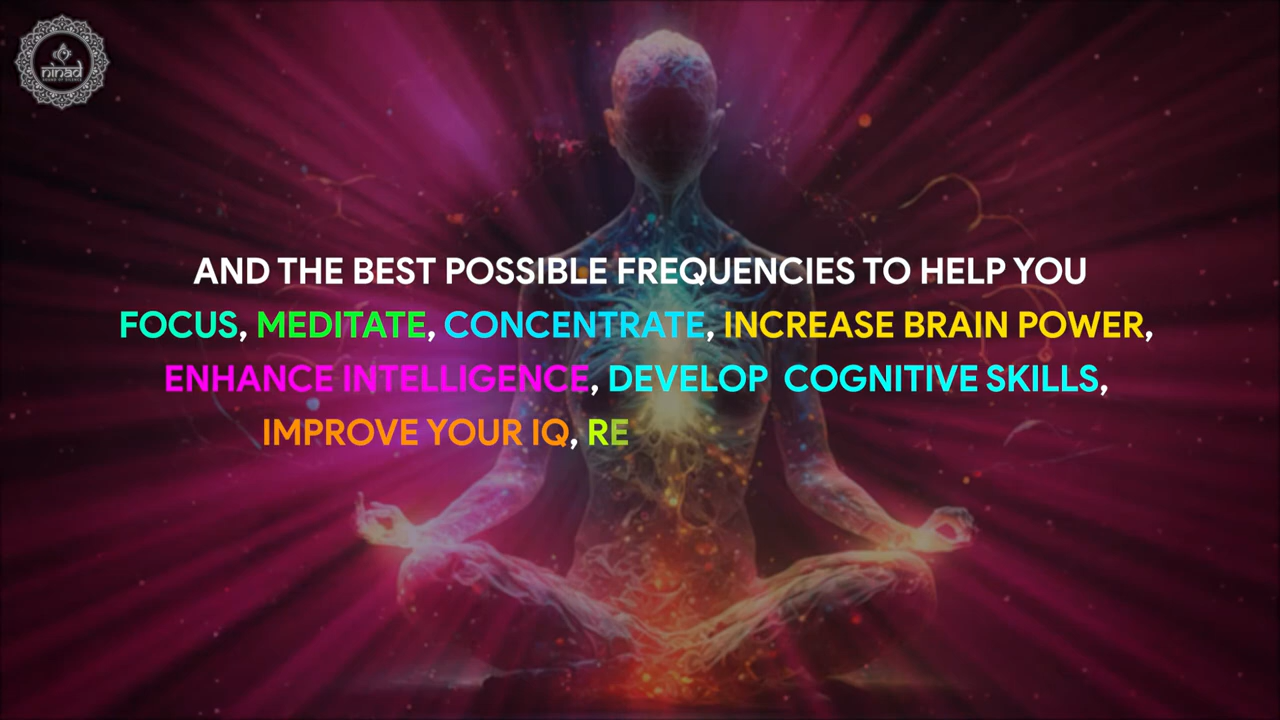 ninad
AND THE BEST POSSIBLE FREQUENCIES TO HELP YOU
FOCUS, MEDITATE, CONCENTRATE, INCREASE BRAIN POWER,
ENHANCE INTELLIGENCE, DEVELOP COGNITIVE SKILLS,
IMPROVE YOUR IQ, RE